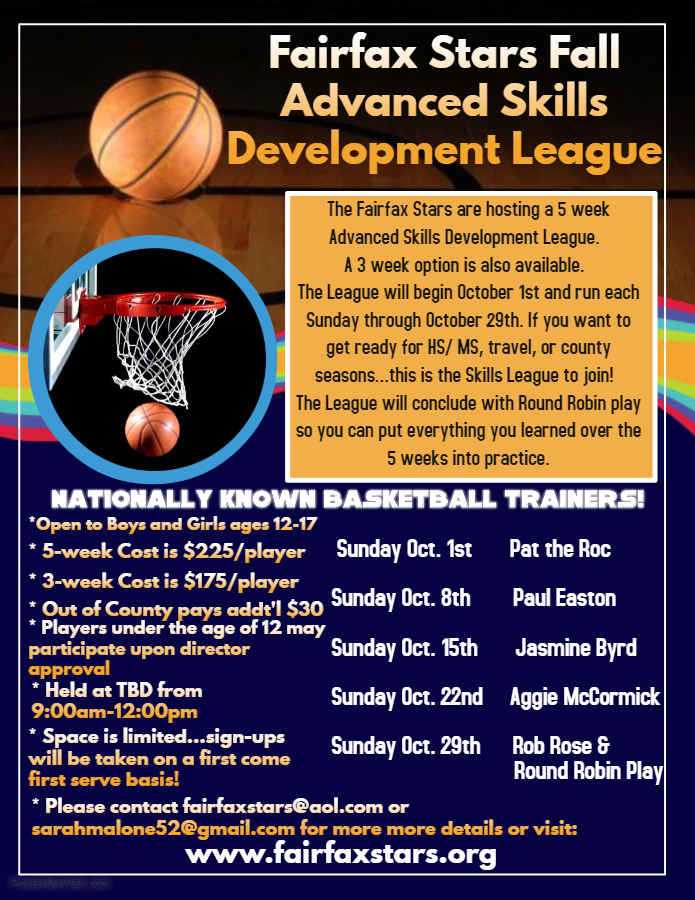 Fairfax Stars Fall
Advanced Skills
Development League
The Fairfax Stars are hosting a 5 week
Advanced Skills Development League.
A 3 week option is also available.
The League will begin October 1st and run each
Sunday through October 29th. If you want to
get ready for HS/ MS, travel, or county
seasons...this is the Skills League to join!
The League will conclude with Round Robin play
so you can put everything you learned over the
5 weeks into practice.
NATIONALLY KNOWN BASKETBALL TRAINERS!
*Open to Boys and Girls ages 12-17
* 5-week Cost is $225/player
* 3-week Cost is $175/player
* Out of County pays addt'l $30
* Players under the age of 12 may
participate upon director
approval
* Held at TBD from
9:00am-12:00pm
* Space is limited...sign-ups
will be taken on a first come
first serve basis!
Sunday Oct. 1st Pat the Roc
Sunday Oct. 8th Paul Easton
Sunday Oct. 15th Jasmine Byrd
Sunday Oct. 22nd Aggie McCormick
Sunday Oct. 29th Rob Rose &
Round Robin Play
* Please contact fairfaxstars@aol.com or
sarahmalone52@gmail.com for more more details or visit:
www.fairfaxstars.org
PosterMyWall.com